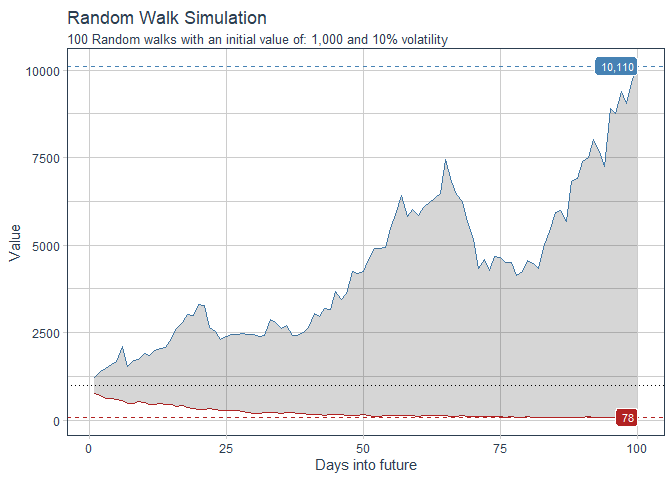 Random Walk Simulation
100 Random walks with an initial value of: 1,000 and 10% volatility
10000
10,110
7500
Value
5000
2500
0
78
0 25 50 75 100
Days into future